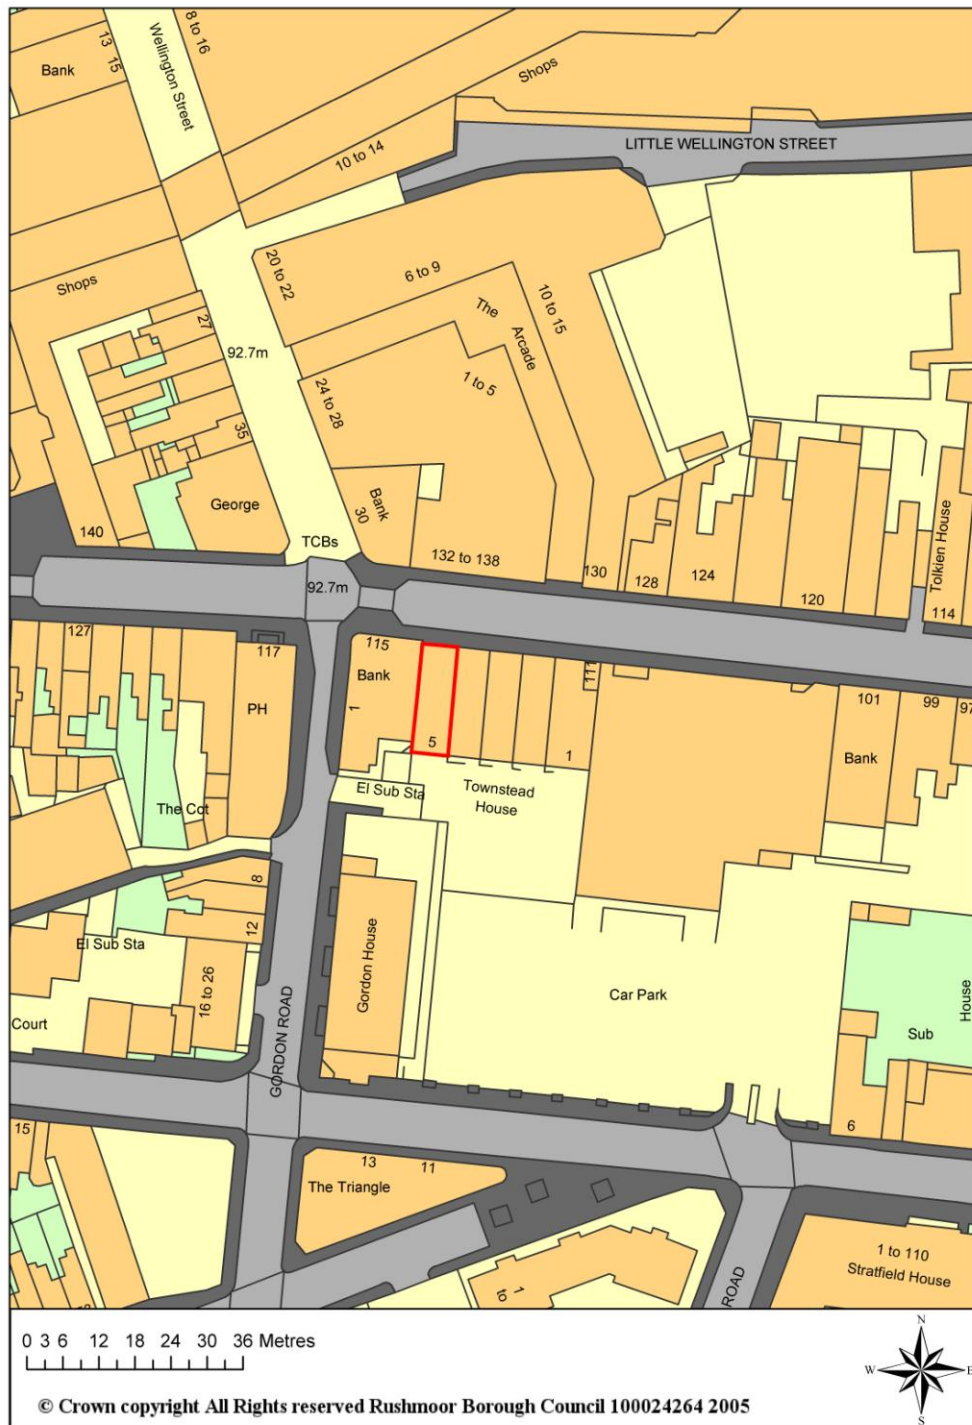 8 to 16
13 15
Bank
Wellington Street
Shops
10 to 14
LITTLE WELLINGTON STREET
Shops
20 to 22
6 to 9
27
92.7m
The Arcade
10 to 15
24 to 28
1 to 5
35
George
Bank
30
TCBs
140
132 to 138
130
128
124
120
Tolkien House
114
92.7m
127
117
PH
115
Bank
1
5
1
111
101
99
97
Bank
El Sub Sta
Townstead
House
The Cct
8
12
El Sub Sta
16 to 26
Court
Gordon House
Car Park
Sub
House
GORDON ROAD
6
15
13
11
The Triangle
1 to
ROAD
1 to 110
Stratfield House
0 3 6 12 18 24 30 36 Metres
N
W
E
S
© Crown copyright All Rights reserved Rushmoor Borough Council 100024264 2005